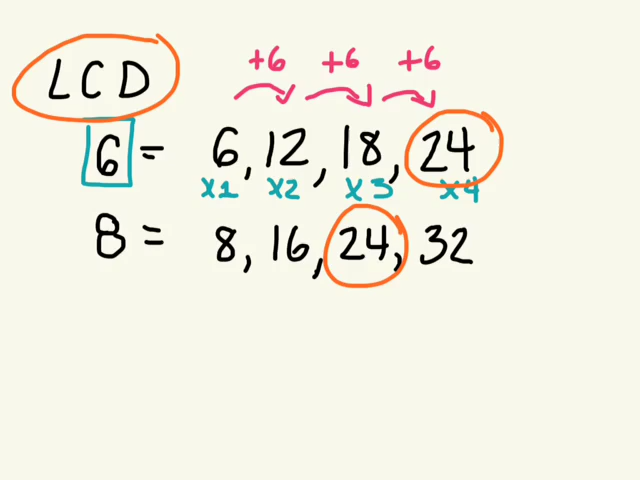 LCD
+6 +6 +6
6 = 6, 12, 18, 24
x1 x2 x3 x4
8 = 8, 16, 24, 32